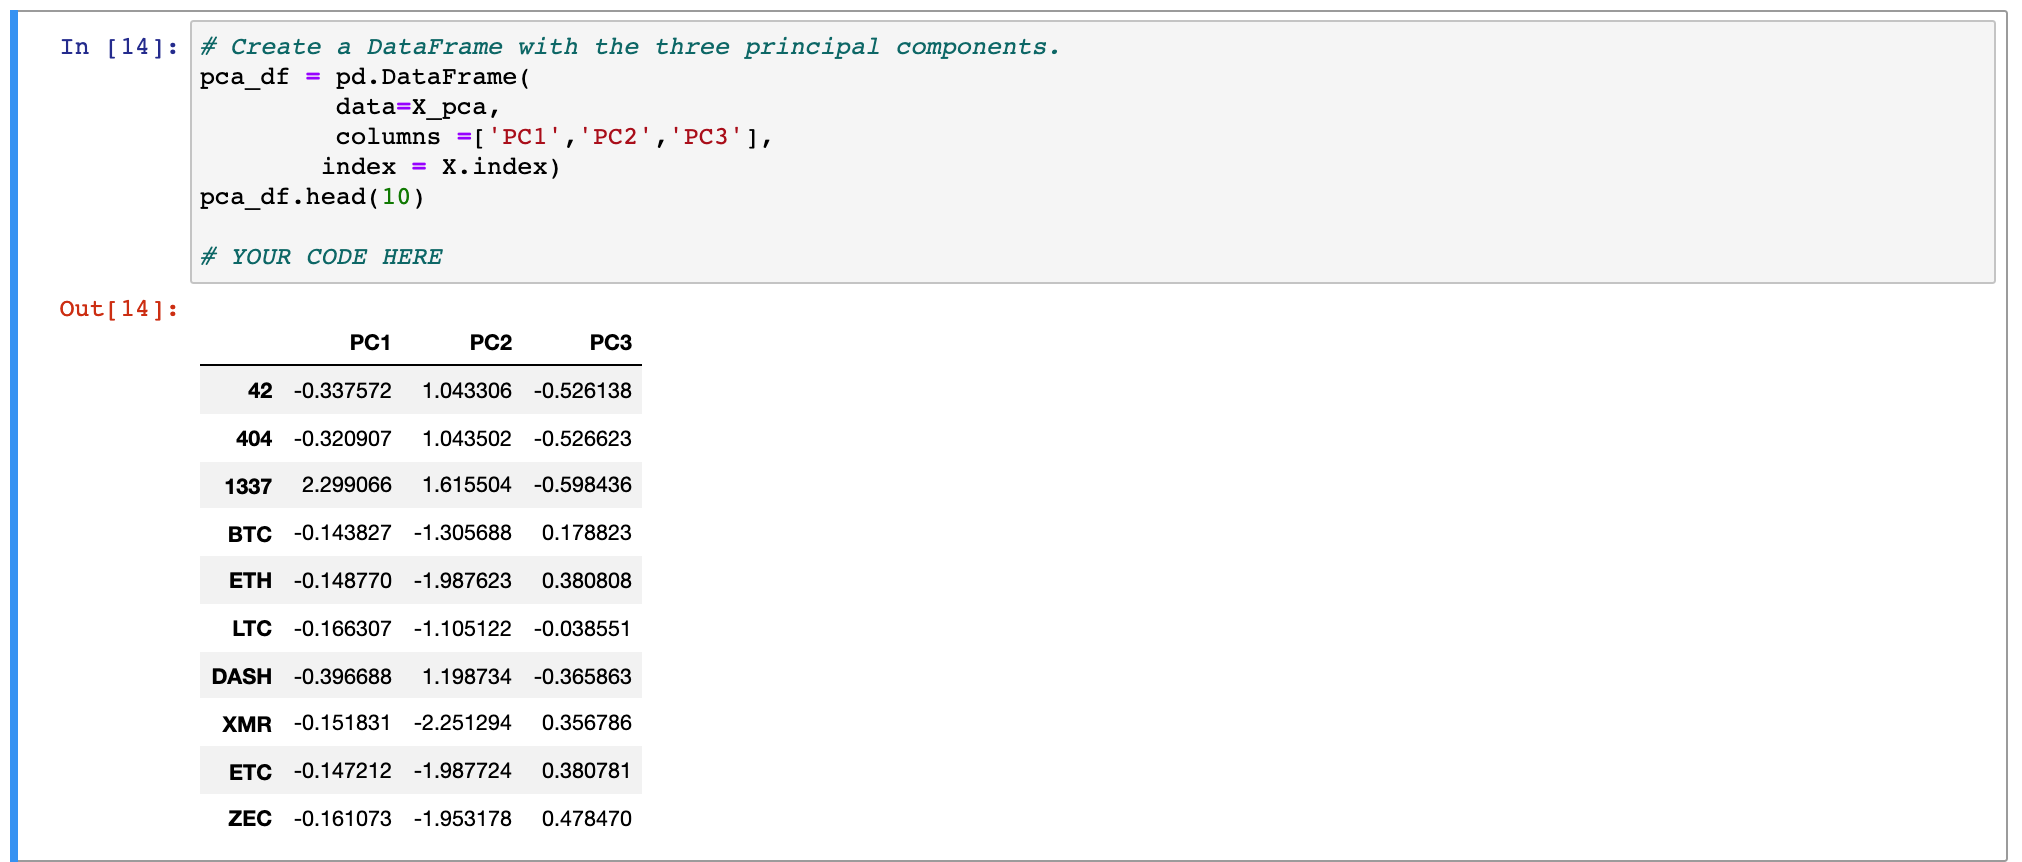 In [14]: # Create a DataFrame with the three principal components.
pca_df = pd.DataFrame(
         data=X_pca,
         columns =['PC1','PC2','PC3'],
        index = X.index)
pca_df.head(10)

# YOUR CODE HERE
Out[14]:
PC1 PC2 PC3
42 -0.337572 1.043306 -0.526138
404 -0.320907 1.043502 -0.526623
1337 2.299066 1.615504 -0.598436
BTC -0.143827 -1.305688 0.178823
ETH -0.148770 -1.987623 0.380808
LTC -0.166307 -1.105122 -0.038551
DASH -0.396688 1.198734 -0.365863
XMR -0.151831 -2.251294 0.356786
ETC -0.147212 -1.987724 0.380781
ZEC -0.161073 -1.953178 0.478470